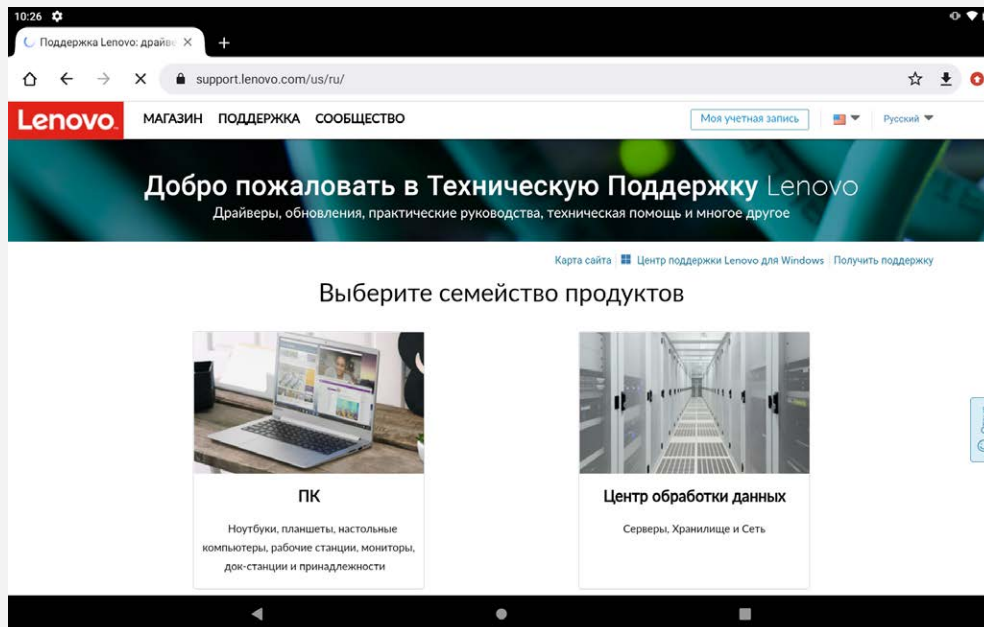 10:26
Поддержка Lenovo: драйве
support.lenovo.com/us/ru/
Lenovo.
МАГАЗИН ПОДДЕРЖКА СООБЩЕСТВО
Моя учетная запись
Русский
Добро пожаловать в Техническую Поддержку Lenovo
Драйверы, обновления, практические руководства, техническая помощь и многое другое
Карта сайта Центр поддержки Lenovo для Windows Получить поддержку
Выберите семейство продуктов
ПК
Ноутбуки, планшеты, настольные
компьютеры, рабочие станции, мониторы,
док-станции и принадлежности
Центр обработки данных
Серверы, Хранилище и Сеть